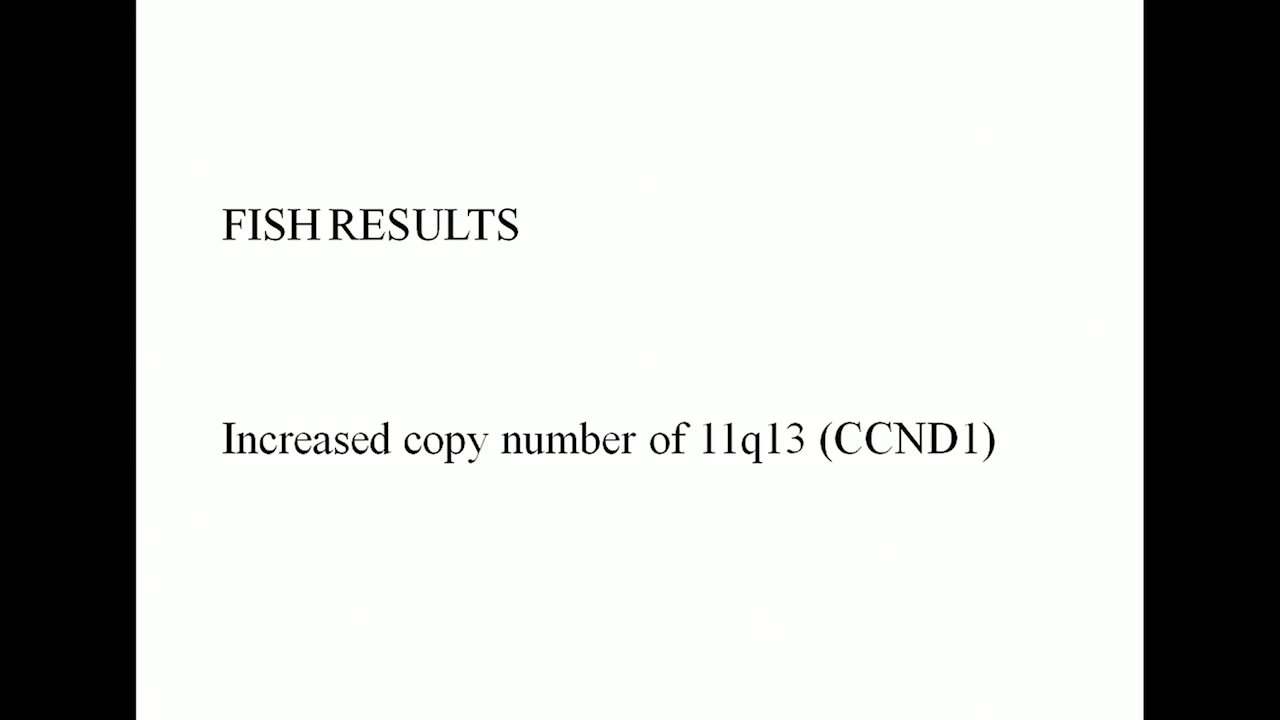 FISH RESULTS
Increased copy number of 11q13 (CCND1)